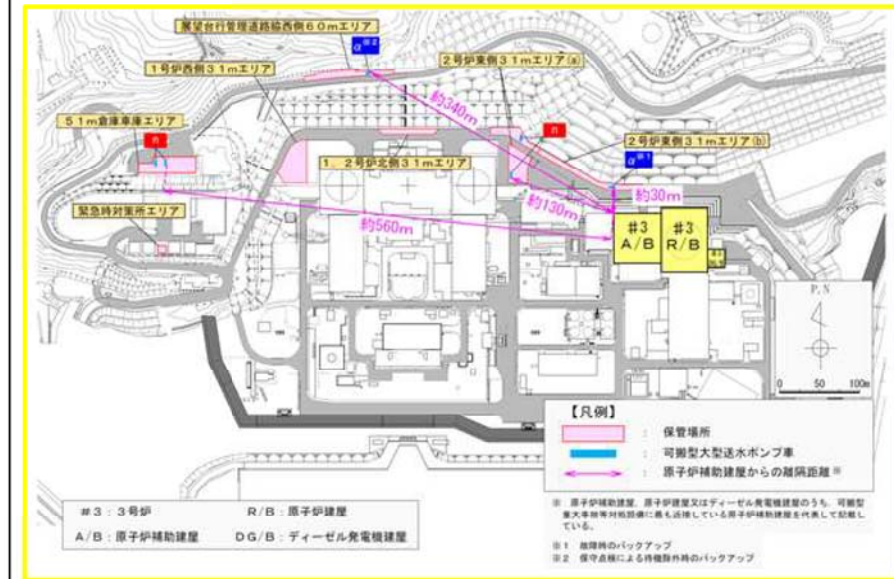 展望台行管理道路脇西側60mエリア
α※2
1号炉西側31mエリア
2号炉東側31mエリア(a)
51m倉庫車庫エリア
n
約340m
n
2号炉東側31mエリア(b)
α※1
1、2号炉北側31mエリア
約30m
約130m
緊急時対策所エリア
約560m
#3
A/B
#3
R/B
P.N
0 50 100m
【凡例】
: 保管場所
: 可搬型大型送水ポンプ車
: 原子炉補助建屋からの離隔距離※
#3:3号炉
R/B:原子炉建屋
A/B:原子炉補助建屋
DG/B:ディーゼル発電機建屋
※ 原子炉補助建屋、原子炉建屋又はディーゼル発電機建屋のうち、可搬型
重大事故等対処設備に最も近接している原子炉補助建屋を代表して記載し
ている。
※1 故障時のバックアップ
※2 保守点検による待機除外時のバックアップ